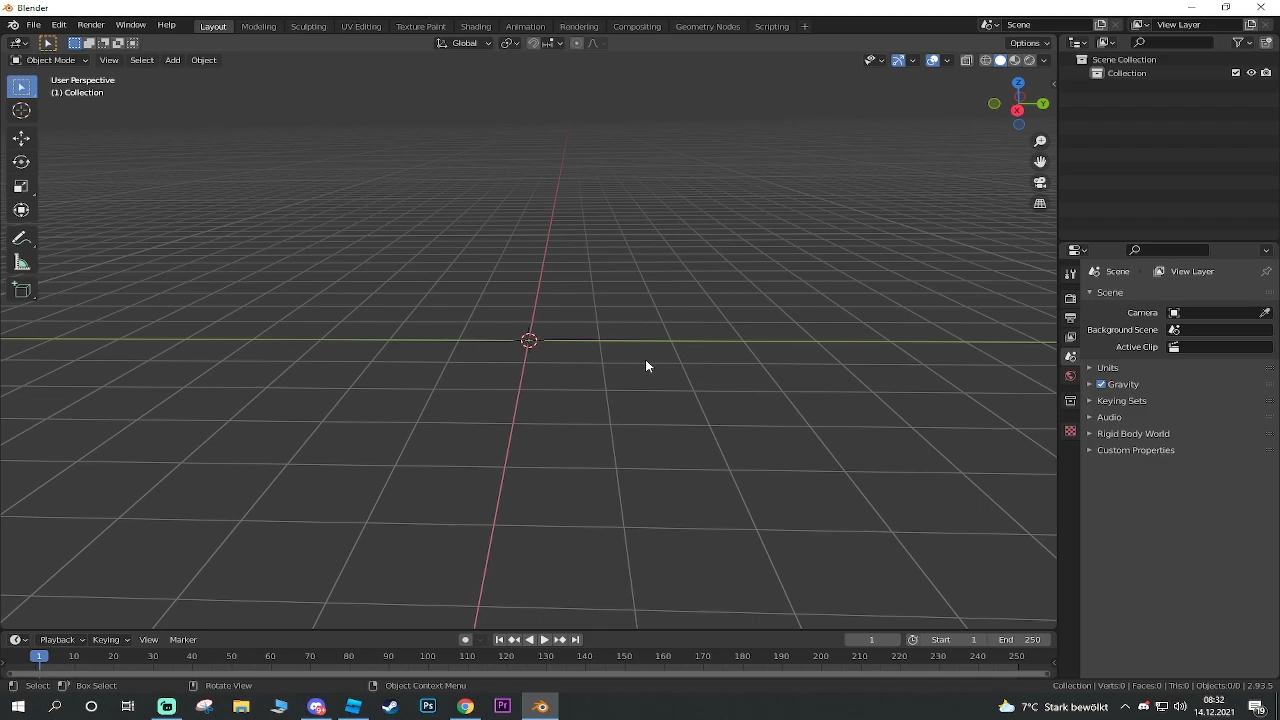 Blender
File Edit Render Window Help Layout Modeling Sculpting UV-Editing Texture Paint Shading Animation Rendering Compositing Geometry Nodes Scripting + Scene View Layer
Global Options
Object Mode View Select Add Object
User Perspective
(1) Collection
Z
Y
X
Scene Collection
Collection
Scene View Layer
Scene
Camera
Background Scene
Active Clip
Units
Gravity
Keying Sets
Audio
Rigid Body World
Custom Properties
Playback Keying View Marker 1 Start 1 End 250
1 10 20 30 40 50 60 70 80 90 100 110 120 130 140 150 160 170 180 190 200 210 220 230 240 250
Select Box Select Rotate View Object Context Menu Collection | Verts:0 | Faces:0 | Tris:0 | Objects:0/0 | 2.93.5
Ps Pr 7°C Stark bewölkt 08:32
14.12.2021